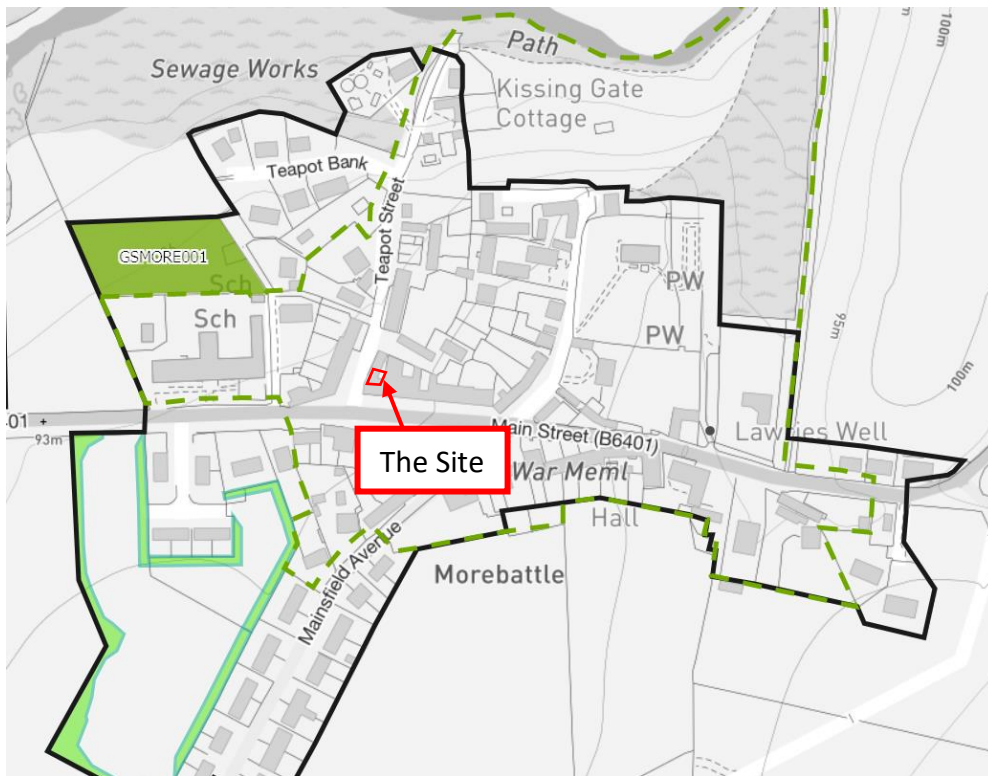 Path
100m
Sewage Works
Kissing Gate
Cottage
Teapot Bank
Teapot Street
GSMORE001
Sch
Sch
PW
PW
95m
100m
01
93m
Main Street (B6401)
Lawries Well
The Site
War Meml
Hall
Mainsfield Avenue
Morebattle